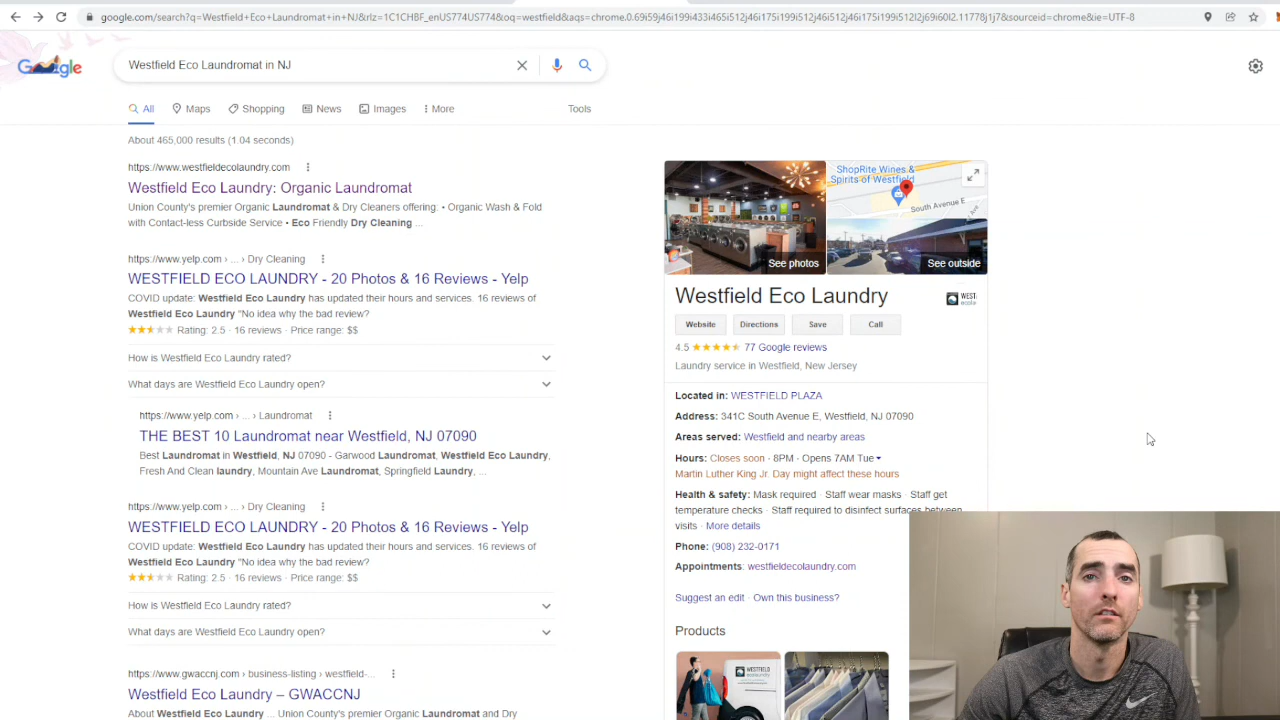 google.com/search?q=Westfield+Eco+Laundromat+in+NJ&rlz=1C1CHBF_enUS774US774&oq=westfield&aqs=chrome.0.69i59j46i199i433i465i512j46i175i199i512j46i512j46i175i199i512l2j69i60l2.11778j1j7&sourceid=chrome&ie=UTF-8
Google
Westfield Eco Laundromat in NJ
All
Maps
Shopping
News
Images
More
Tools
About 465,000 results (1.04 seconds)
https://www.westfieldecolaundry.com
Westfield Eco Laundry: Organic Laundromat
Union County's premier Organic Laundromat & Dry Cleaners offering: • Organic Wash & Fold
with Contact-less Curbside Service • Eco Friendly Dry Cleaning ...
https://www.yelp.com › ... › Dry Cleaning
WESTFIELD ECO LAUNDRY - 20 Photos & 16 Reviews - Yelp
COVID update: Westfield Eco Laundry has updated their hours and services. 16 reviews of
Westfield Eco Laundry "No idea why the bad review?
Rating: 2.5 · 16 reviews · Price range: $$
How is Westfield Eco Laundry rated?
What days are Westfield Eco Laundry open?
https://www.yelp.com › ... › Laundromat
THE BEST 10 Laundromat near Westfield, NJ 07090
Best Laundromat in Westfield, NJ 07090 - Garwood Laundromat, Westfield Eco Laundry,
Fresh And Clean laundry, Mountain Ave Laundromat, Springfield Laundry, ...
https://www.yelp.com › ... › Dry Cleaning
WESTFIELD ECO LAUNDRY - 20 Photos & 16 Reviews - Yelp
COVID update: Westfield Eco Laundry has updated their hours and services. 16 reviews of
Westfield Eco Laundry "No idea why the bad review?
Rating: 2.5 · 16 reviews · Price range: $$
How is Westfield Eco Laundry rated?
What days are Westfield Eco Laundry open?
https://www.gwaccnj.com › business-listing › westfield-...
Westfield Eco Laundry – GWACCNJ
About Westfield Eco Laundry ... Union County's premier Organic Laundromat and Dry
See photos
ShopRite Wines &
Spirits of Westfield
South Avenue E
See outside
Westfield Eco Laundry
Website
Directions
Save
Call
4.5
77 Google reviews
Laundry service in Westfield, New Jersey
Located in: WESTFIELD PLAZA
Address: 341C South Avenue E, Westfield, NJ 07090
Areas served: Westfield and nearby areas
Hours: Closes soon · 8PM · Opens 7AM Tue
Martin Luther King Jr. Day might affect these hours
Health & safety: Mask required · Staff wear masks · Staff get
temperature checks · Staff required to disinfect surfaces between
visits · More details
Phone: (908) 232-0171
Appointments: westfieldecolaundry.com
Suggest an edit · Own this business?
Products
WESTFIELD